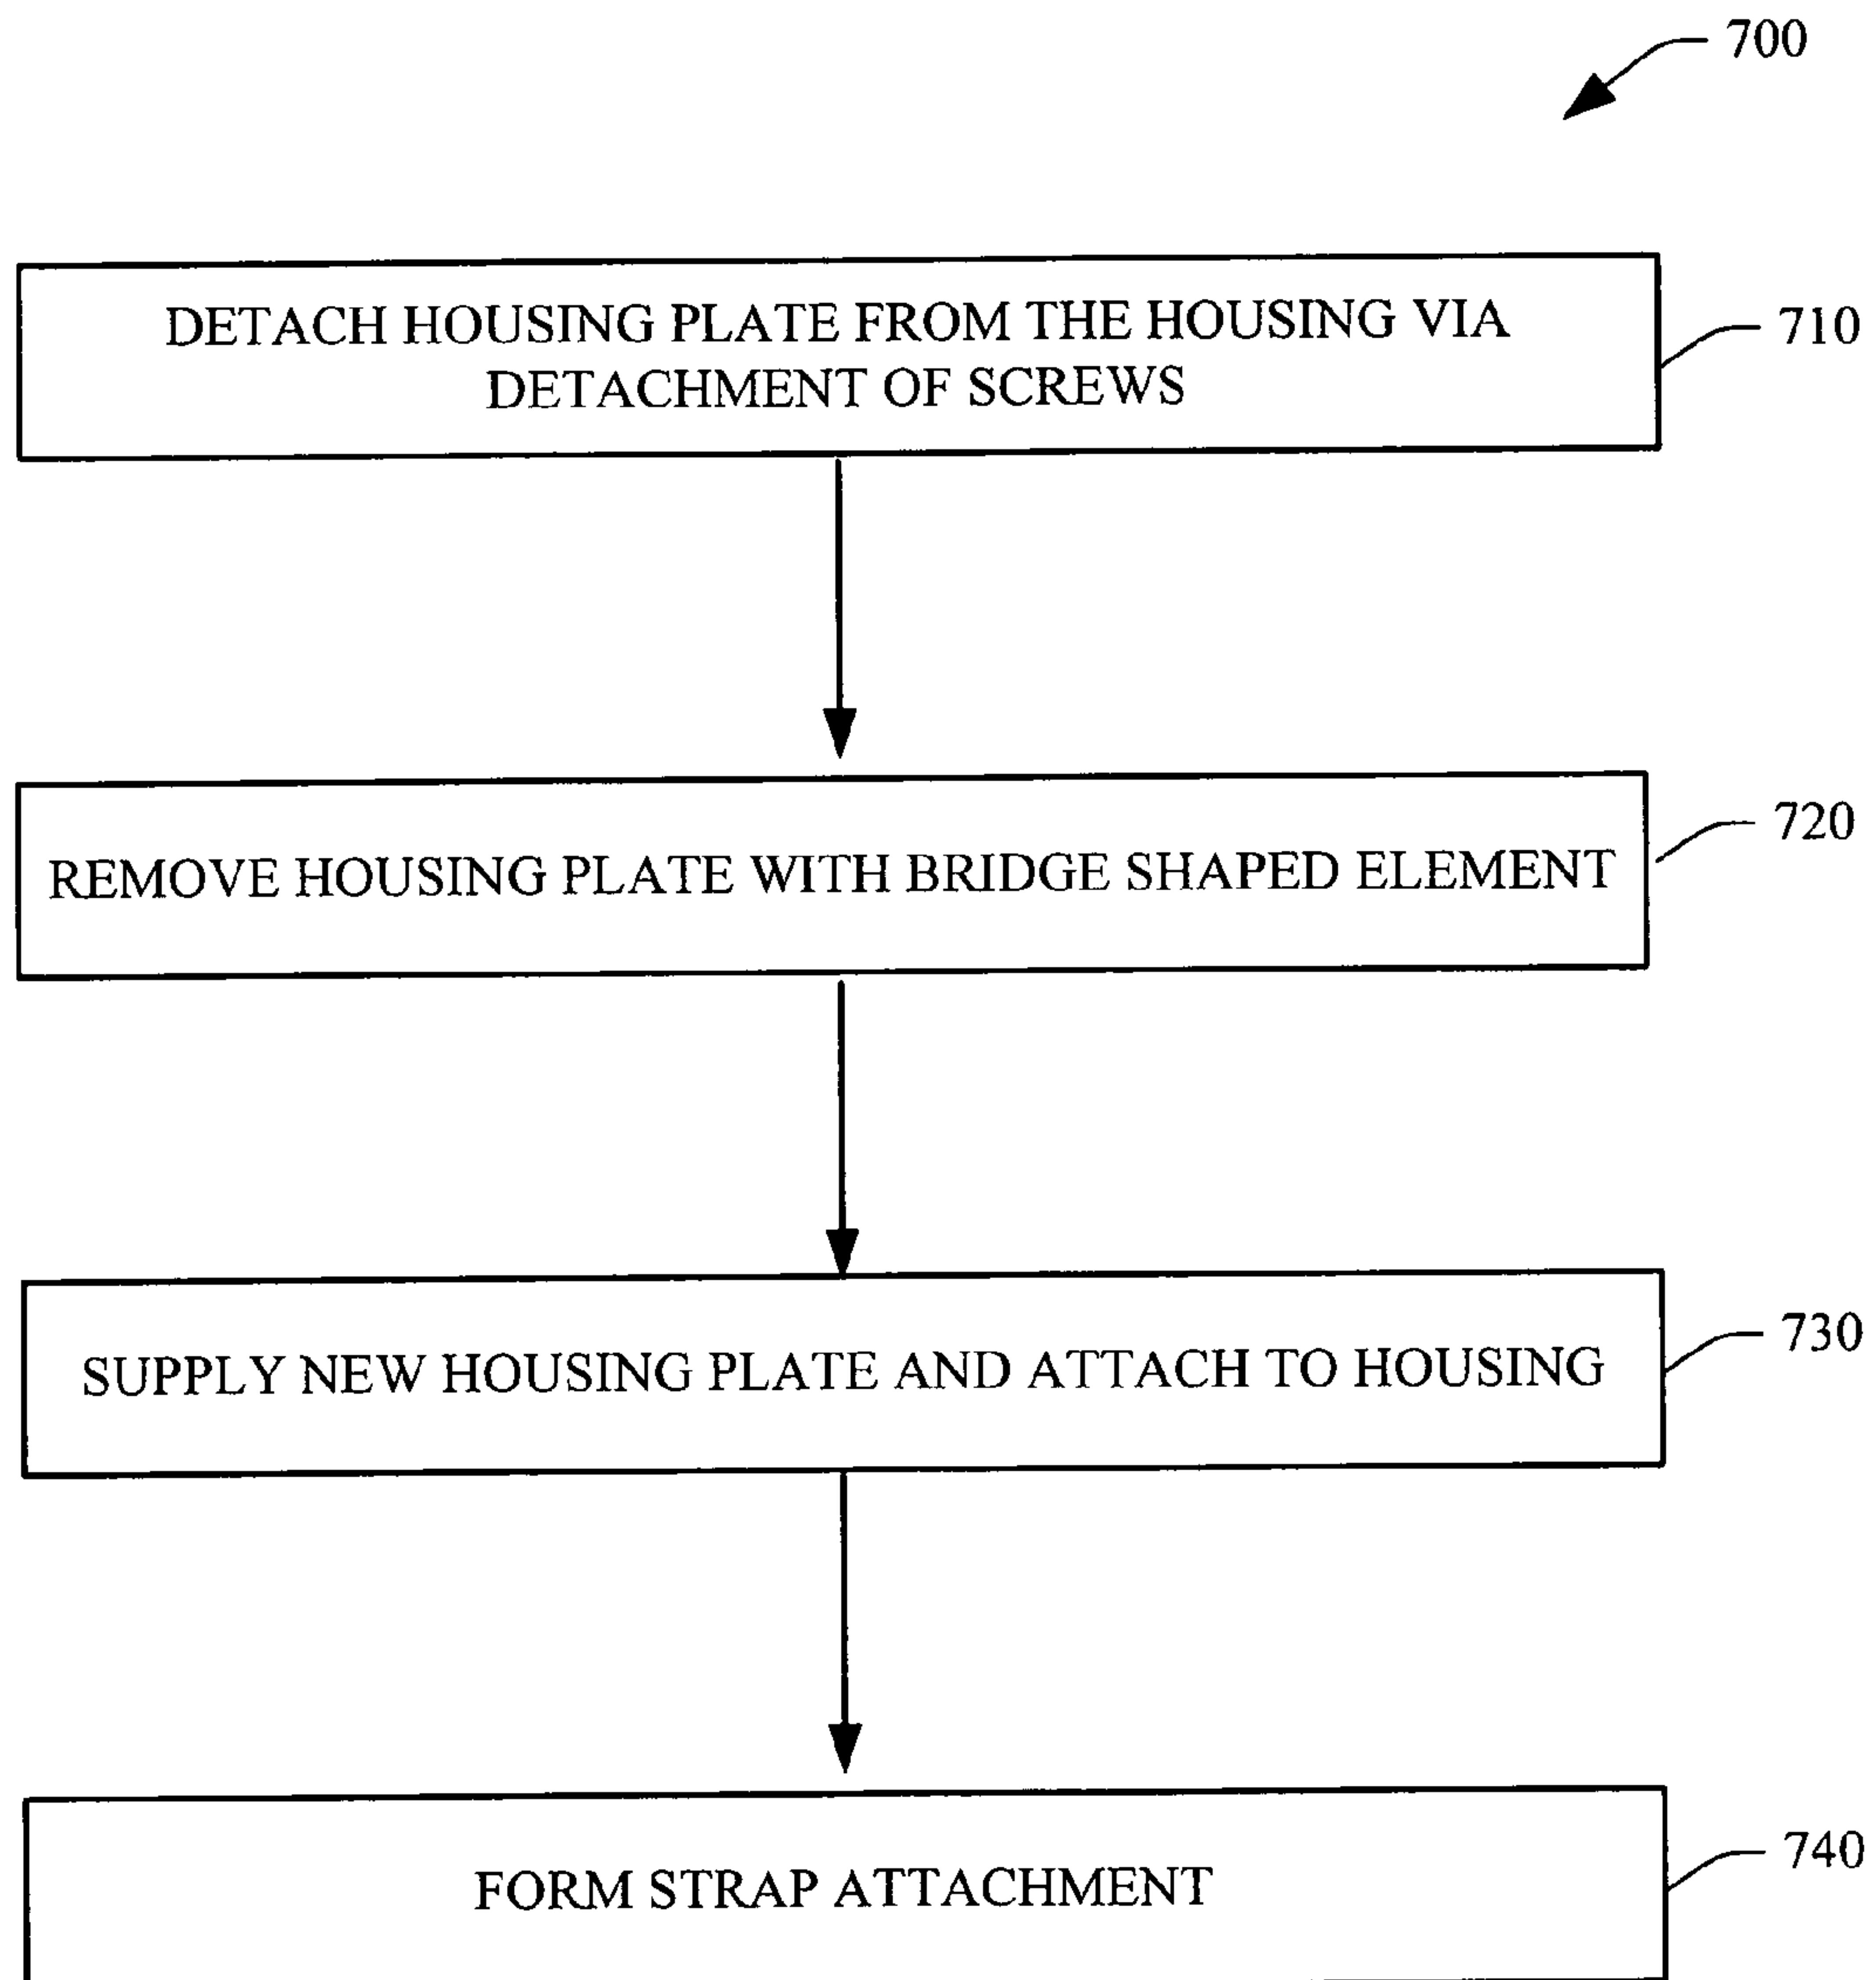 700
DETACH HOUSING PLATE FROM THE HOUSING VIA
DETACHMENT OF SCREWS
710
REMOVE HOUSING PLATE WITH BRIDGE SHAPED ELEMENT
720
SUPPLY NEW HOUSING PLATE AND ATTACH TO HOUSING
730
FORM STRAP ATTACHMENT
740